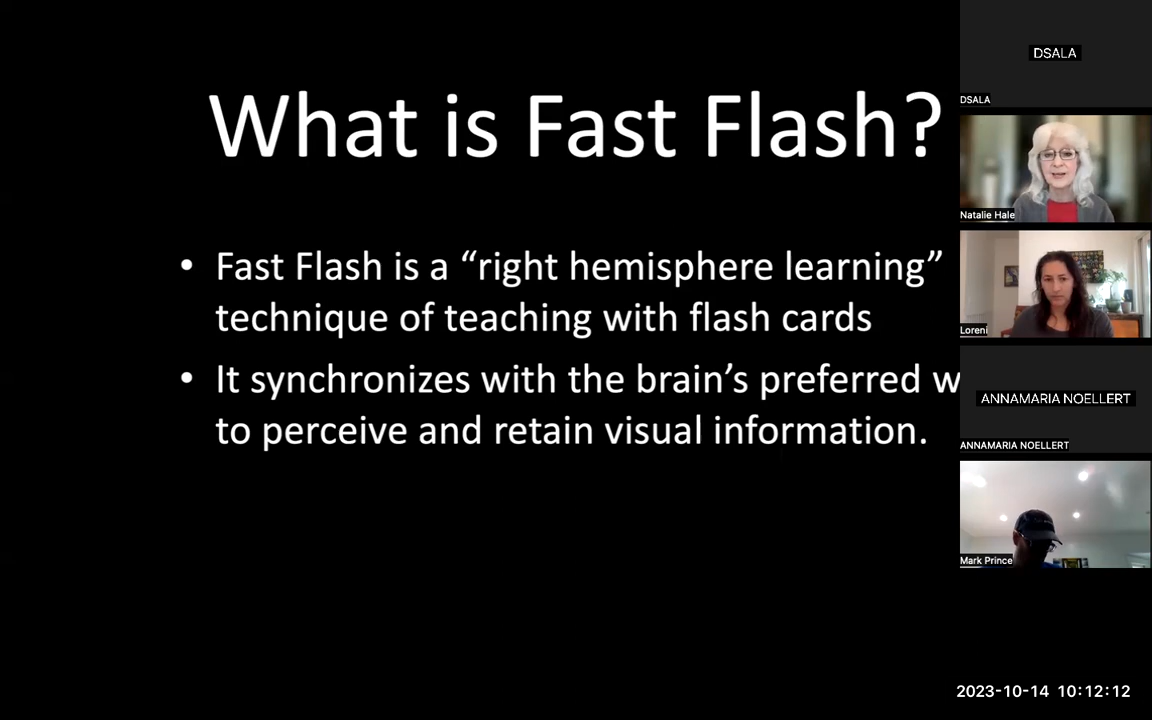 What is Fast Flash?
• Fast Flash is a “right hemisphere learning”
technique of teaching with flash cards
• It synchronizes with the brain’s preferred w
to perceive and retain visual information.
DSALA
DSALA
Natalie Hale
Loreni
ANNAMARIA NOELLERT
ANNAMARIA NOELLERT
Mark Prince
2023-10-14 10:12:12